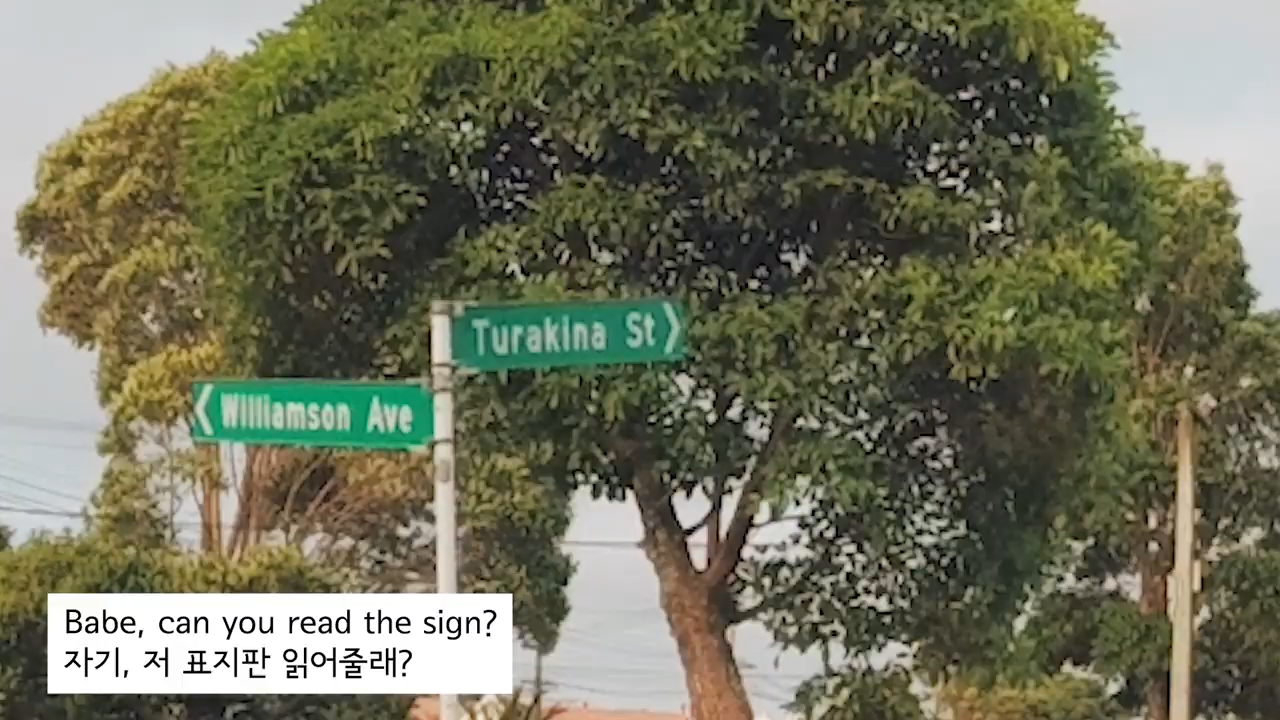 Turakina St
Williamson Ave
Babe, can you read the sign?
자기, 저 표지판 읽어줄래?